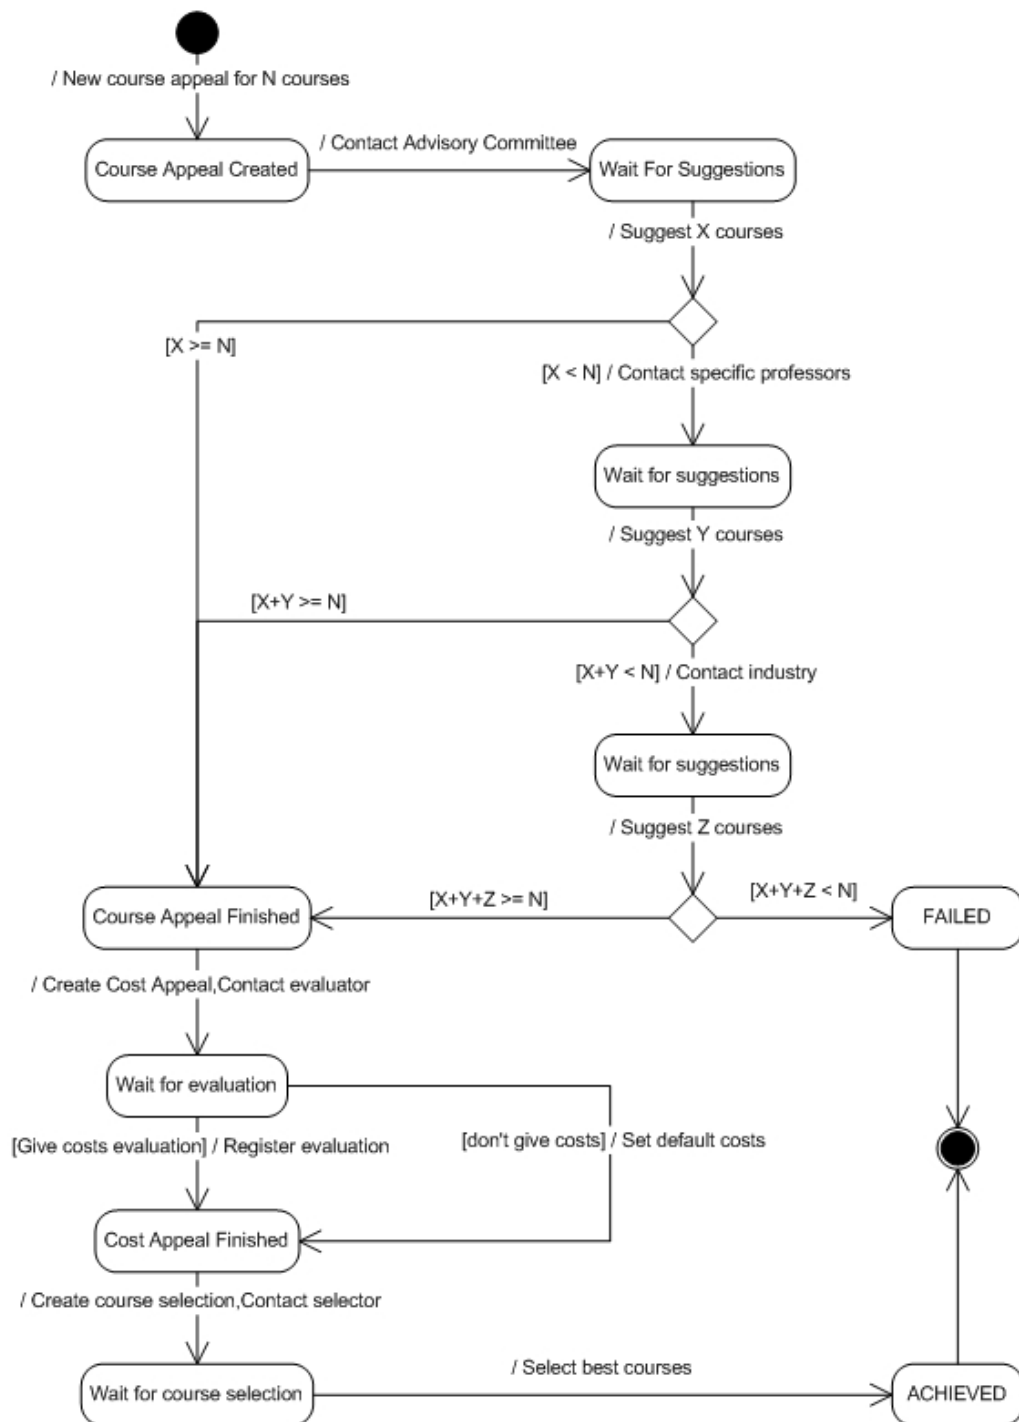 / New course appeal for N courses
/ Contact Advisory Committee
Course Appeal Created
Wait For Suggestions
/ Suggest X courses
[X >= N]
[X < N] / Contact specific professors
Wait for suggestions
/ Suggest Y courses
[X+Y >= N]
[X+Y < N] / Contact industry
Wait for suggestions
/ Suggest Z courses
[X+Y+Z >= N]
[X+Y+Z < N]
Course Appeal Finished
FAILED
/ Create Cost Appeal,Contact evaluator
Wait for evaluation
[Give costs evaluation] / Register evaluation
[don't give costs] / Set default costs
Cost Appeal Finished
/ Create course selection,Contact selector
/ Select best courses
Wait for course selection
ACHIEVED